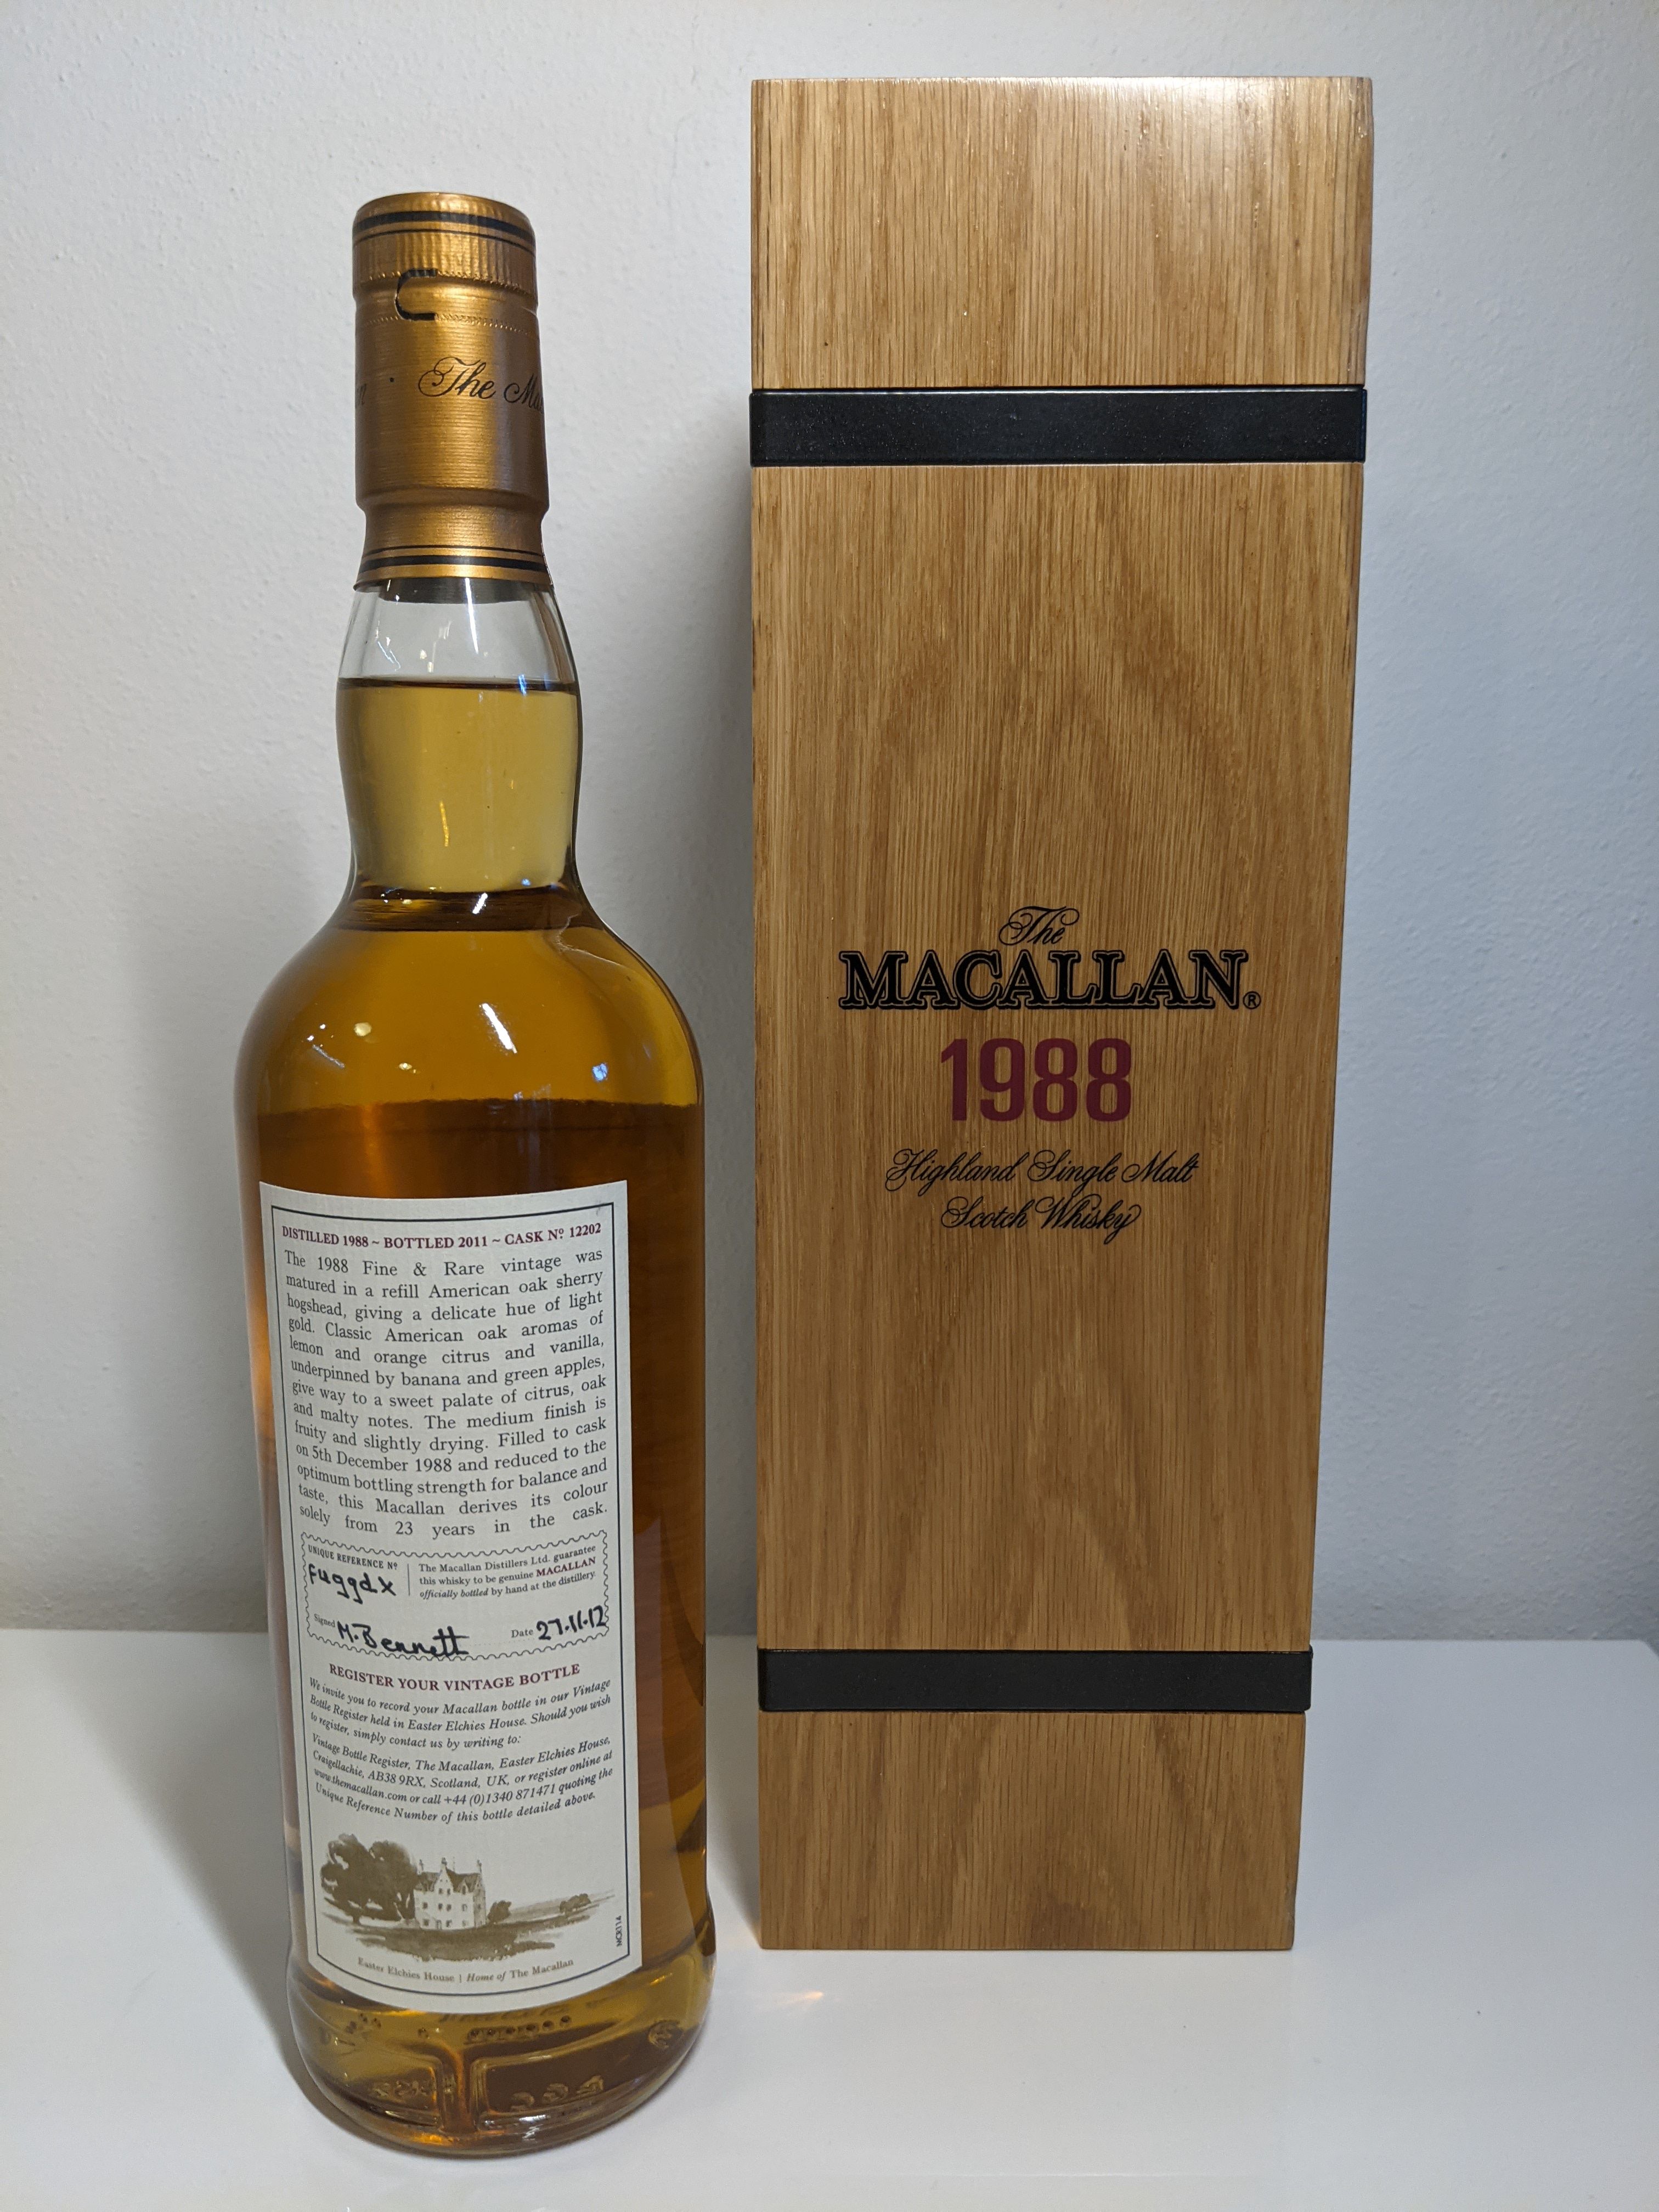 The Mac
The
MACALLAN®
1988
Highland Single Malt
Scotch Whisky
DISTILLED 1988 ~ BOTTLED 2011 ~ CASK Nº 12202
The 1988 Fine & Rare vintage was
matured in a refill American oak sherry
hogshead, giving a delicate hue of light
gold. Classic American oak aromas of
lemon and orange citrus and vanilla,
underpinned by banana and green apples,
give way to a sweet palate of citrus, oak
and malty notes. The medium finish is
fruity and slightly drying. Filled to cask
on 5th December 1988 and reduced to the
optimum bottling strength for balance and
taste, this Macallan derives its colour
solely from 23 years in the cask.
UNIQUE REFERENCE Nº
Fuggdx
The Macallan Distillers Ltd. guarantee
this whisky to be genuine MACALLAN
officially bottled by hand at the distillery.
Signed M.Bennett Date 27.11.12
REGISTER YOUR VINTAGE BOTTLE
We invite you to record your Macallan bottle in our Vintage
Bottle Register held in Easter Elchies House. Should you wish
to register, simply contact us by writing to:
Vintage Bottle Register, The Macallan, Easter Elchies House,
Craigellachie, AB38 9RX, Scotland, UK, or register online at
www.themacallan.com or call +44 (0)1340 871471 quoting the
Unique Reference Number of this bottle detailed above.
Easter Elchies House | Home of The Macallan